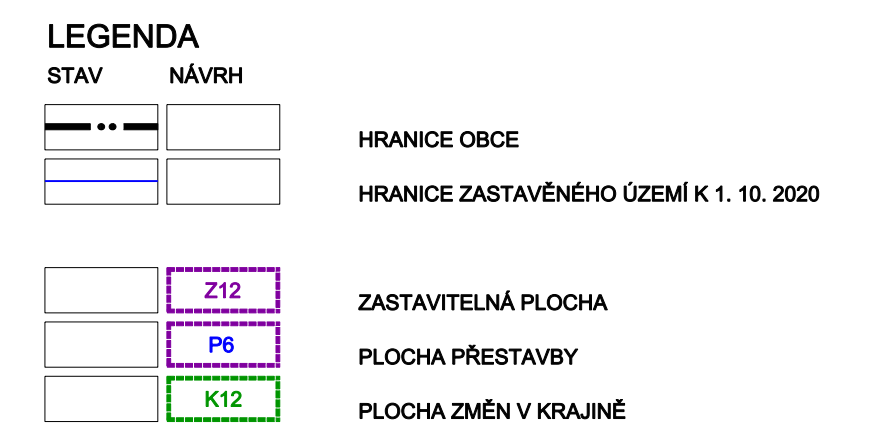 LEGENDA
STAV NÁVRH
HRANICE OBCE
HRANICE ZASTAVĚNÉHO ÚZEMÍ K 1. 10. 2020
Z12 ZASTAVITELNÁ PLOCHA
P6 PLOCHA PŘESTAVBY
K12 PLOCHA ZMĚN V KRAJINĚ